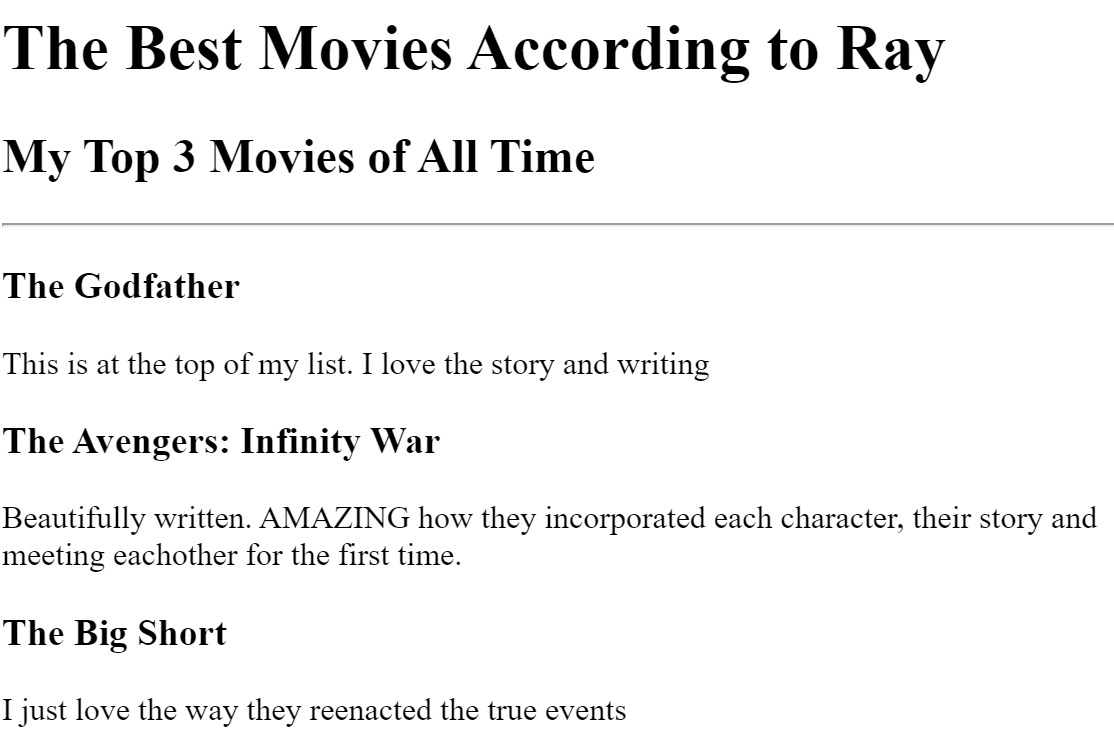 The Best Movies According to Ray
My Top 3 Movies of All Time
The Godfather
This is at the top of my list. I love the story and writing
The Avengers: Infinity War
Beautifully written. AMAZING how they incorporated each character, their story and
meeting eachother for the first time.
The Big Short
I just love the way they reenacted the true events